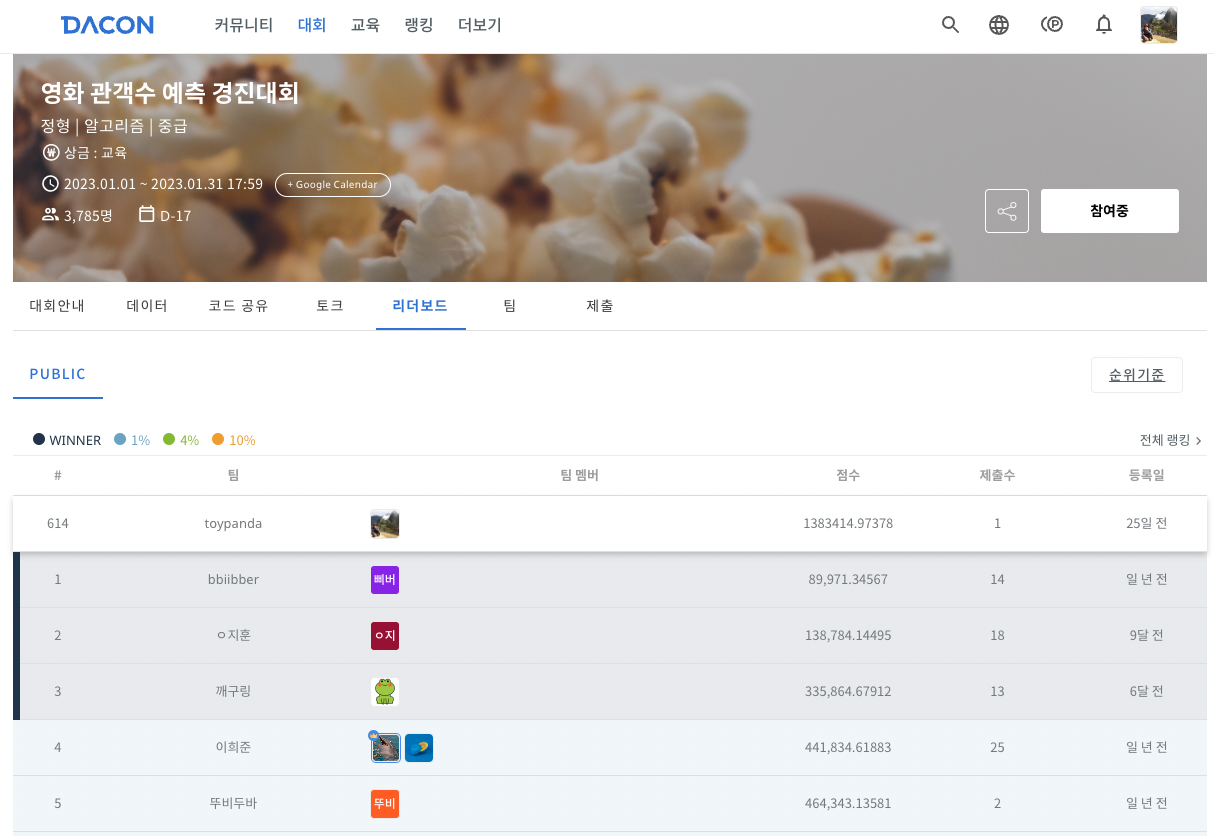 DACON 커뮤니티 대회 교육 랭킹 더보기
영화 관객수 예측 경진대회
정형 | 알고리즘 | 중급
상금 : 교육
2023.01.01 ~ 2023.01.31 17:59 + Google Calendar
3,785명 D-17
참여중
대회안내 데이터 코드 공유 토크 리더보드 팀 제출
PUBLIC 순위기준
WINNER 1% 4% 10% 전체 랭킹 >
# 팀 팀 멤버 점수 제출수 등록일
614 toypanda 1383414.97378 1 25일 전
1 bbiibber 삐버 89,971.34567 14 일 년 전
2 ㅇ지훈 ㅇ지 138,784.14495 18 9달 전
3 깨구링 335,864.67912 13 6달 전
4 이희준 441,834.61883 25 일 년 전
5 뚜비두바 뚜비 464,343.13581 2 일 년 전